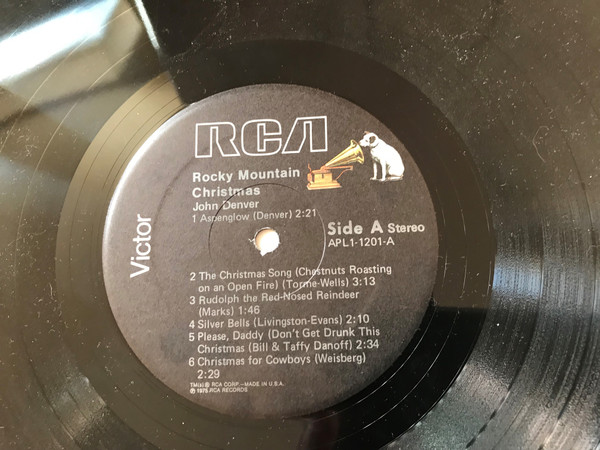 RCA
Rocky Mountain
Christmas
John Denver
1 Aspenglow (Denver) 2:21
Side A Stereo
APL1-1201-A
Victor
2 The Christmas Song (Chestnuts Roasting
on an Open Fire) (Torme-Wells) 3:13
3 Rudolph the Red-Nosed Reindeer
(Marks) 1:46
4 Silver Bells (Livingston-Evans) 2:10
5 Please, Daddy (Don't Get Drunk This
Christmas (Bill & Taffy Danoff) 2:34
6 Christmas for Cowboys (Weisberg)
2:29
TM(s) ® RCA CORP.—MADE IN U.S.A.
℗ 1975 RCA RECORDS